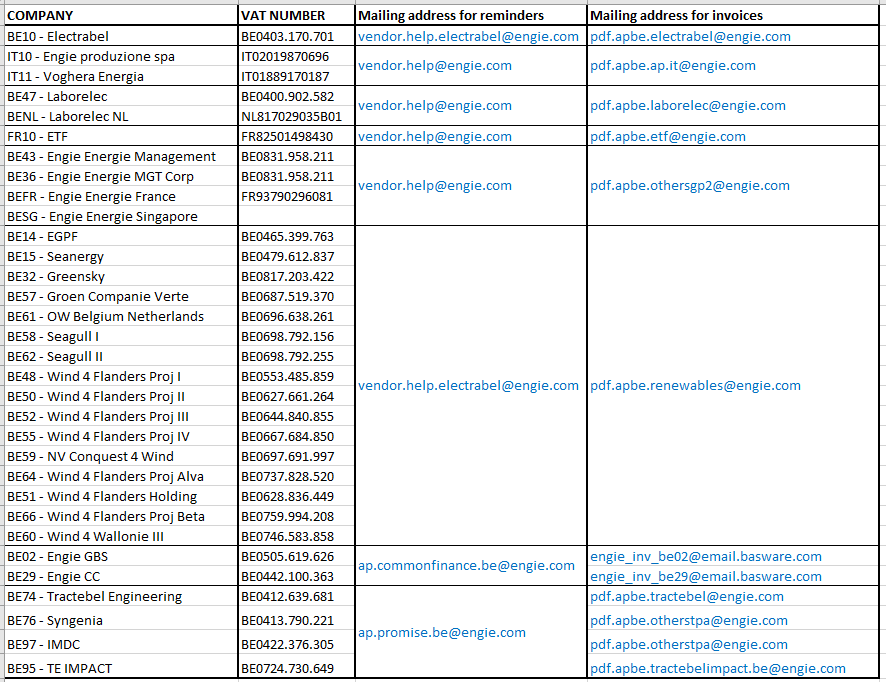 COMPANY VAT NUMBER Mailing address for reminders Mailing address for invoices
BE10 - Electrabel BE0403.170.701 vendor.help.electrabel@engie.com pdf.apbe.electrabel@engie.com
IT10 - Engie produzione spa IT02019870696
vendor.help@engie.com pdf.apbe.ap.it@engie.com
IT11 - Voghera Energia IT01889170187
BE47 - Laborelec BE0400.902.582
vendor.help@engie.com pdf.apbe.laborelec@engie.com
BENL - Laborelec NL NL817029035B01
FR10 - ETF FR82501498430 vendor.help@engie.com pdf.apbe.etf@engie.com
BE43 - Engie Energie Management BE0831.958.211
BE36 - Engie Energie MGT Corp BE0831.958.211
vendor.help@engie.com pdf.apbe.othersgp2@engie.com
BEFR - Engie Energie France FR93790296081
BESG - Engie Energie Singapore
BE14 - EGPF BE0465.399.763
BE15 - Seanergy BE0479.612.837
BE32 - Greensky BE0817.203.422
BE57 - Groen Companie Verte BE0687.519.370
BE61 - OW Belgium Netherlands BE0696.638.261
BE58 - Seagull I BE0698.792.156
BE62 - Seagull II BE0698.792.255
BE48 - Wind 4 Flanders Proj I BE0553.485.859
vendor.help.electrabel@engie.com pdf.apbe.renewables@engie.com
BE50 - Wind 4 Flanders Proj II BE0627.661.264
BE52 - Wind 4 Flanders Proj III BE0644.840.855
BE55 - Wind 4 Flanders Proj IV BE0667.684.850
BE59 - NV Conquest 4 Wind BE0697.691.997
BE64 - Wind 4 Flanders Proj Alva BE0737.828.520
BE51 - Wind 4 Flanders Holding BE0628.836.449
BE66 - Wind 4 Flanders Proj Beta BE0759.994.208
BE60 - Wind 4 Wallonie III BE0746.583.858
BE02 - Engie GBS BE0505.619.626 engie_inv_be02@email.basware.com
ap.commonfinance.be@engie.com
BE29 - Engie CC BE0442.100.363 engie_inv_be29@email.basware.com
BE74 - Tractebel Engineering BE0412.639.681 pdf.apbe.tractebel@engie.com
BE76 - Syngenia BE0413.790.221 pdf.apbe.otherstpa@engie.com
ap.promise.be@engie.com
BE97 - IMDC BE0422.376.305 pdf.apbe.otherstpa@engie.com
BE95 - TE IMPACT BE0724.730.649 pdf.apbe.tractebelimpact.be@engie.com